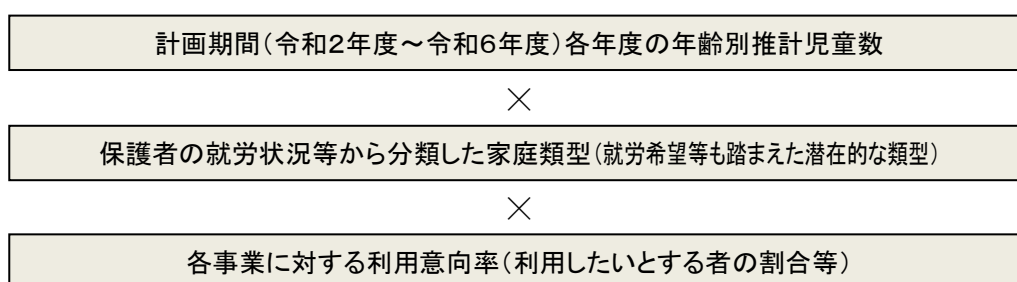 計画期間（令和２年度～令和６年度）各年度の年齢別推計児童数
×
保護者の就労状況等から分類した家庭類型（就労希望等も踏まえた潜在的な類型）
×
各事業に対する利用意向率（利用したいとする者の割合等）